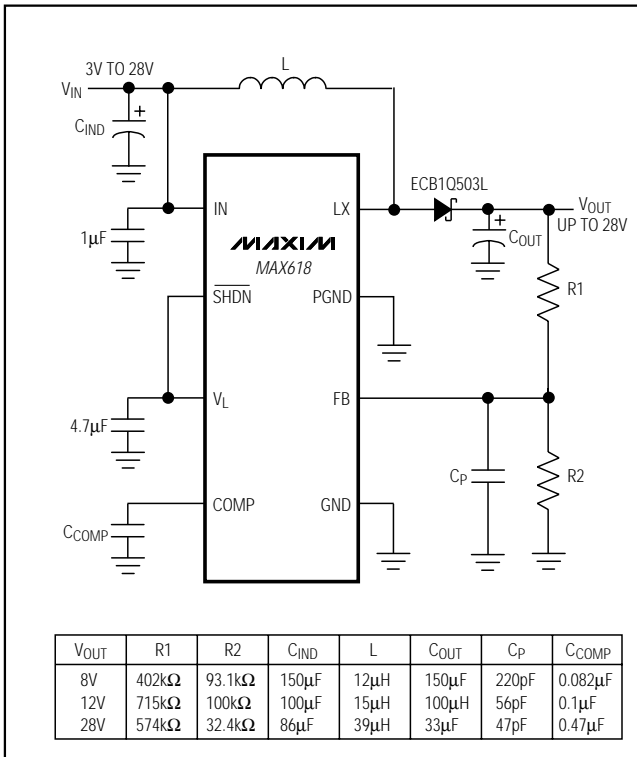 3V TO 28V
VIN
L
CIND
+
ECB1Q503L
VOUT
UP TO 28V
+
COUT
IN
LX
1µF
MAXIM
MAX618
R1
SHDN
PGND
VL
FB
4.7µF
CP
R2
COMP
GND
CCOMP
VOUT R1 R2 CIND L COUT CP CCOMP
8V 402kΩ 93.1kΩ 150µF 12µH 150µF 220pF 0.082µF
12V 715kΩ 100kΩ 100µF 15µH 100µH 56pF 0.1µF
28V 574kΩ 32.4kΩ 86µF 39µH 33µF 47pF 0.47µF